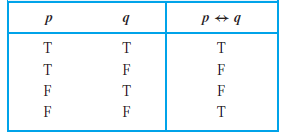 p q p ↔ q
T T T
T F F
F T F
F F T